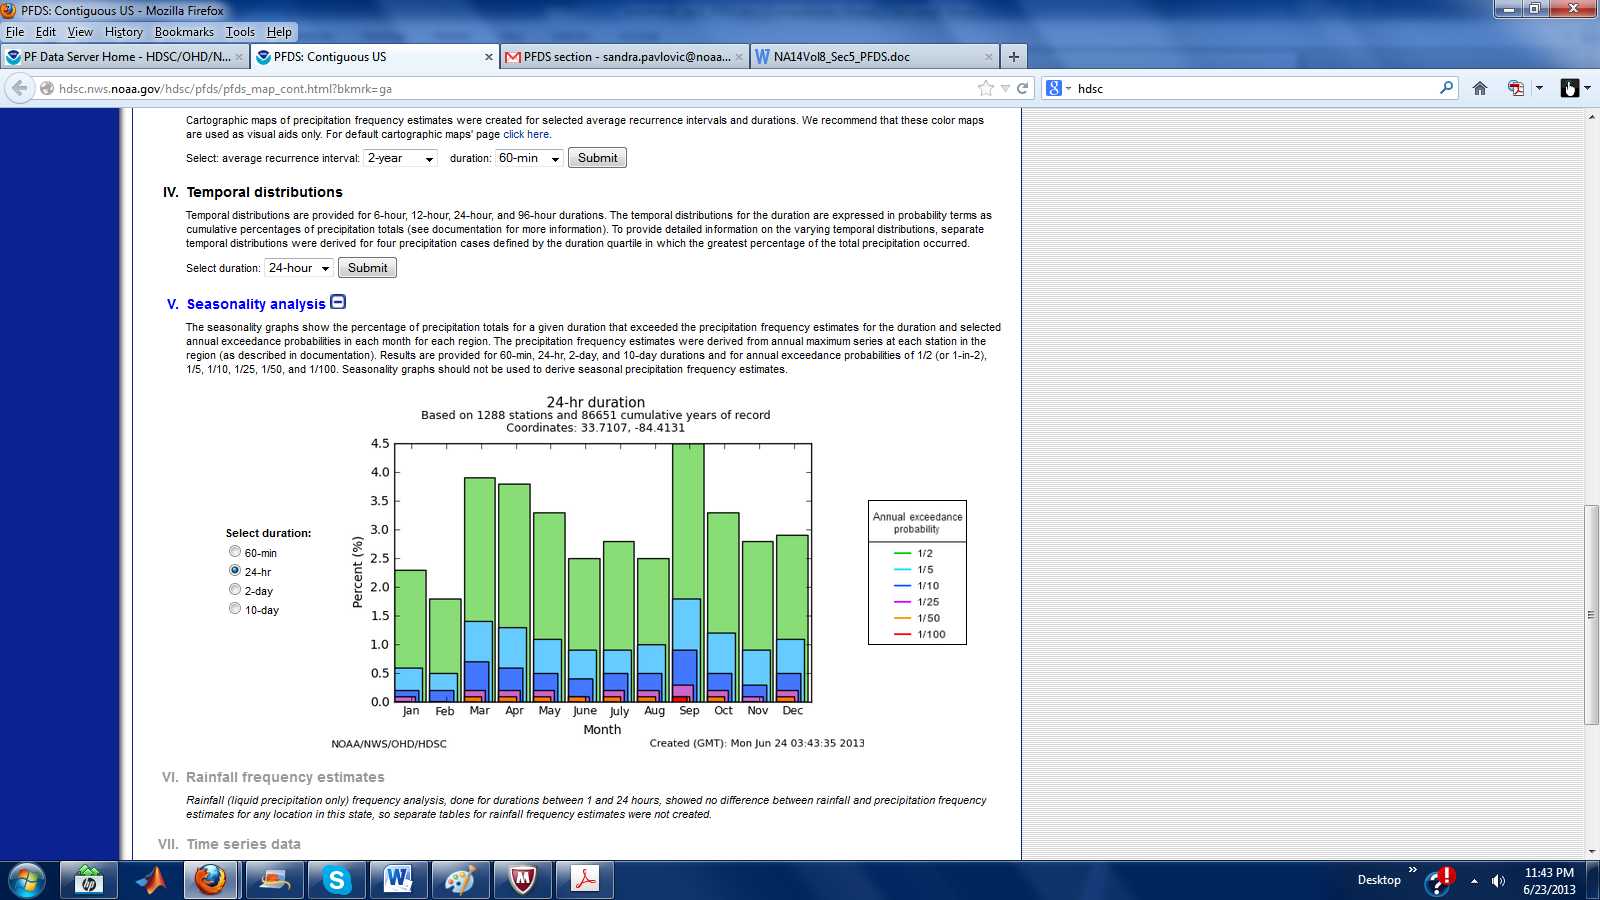 PFDS: Contiguous US - Mozilla Firefox
File Edit View History Bookmarks Tools Help
PF Data Server Home - HDSC/OHD/N...
PFDS: Contiguous US
PFDS section - sandra.pavlovic@noaa...
NA14Vol8_Sec5_PFDS.doc
hdsc.nws.noaa.gov/hdsc/pfds/pfds_map_cont.html?bkmrk=ga
hdsc
Cartographic maps of precipitation frequency estimates were created for selected average recurrence intervals and durations. We recommend that these color maps
are used as visual aids only. For default cartographic maps' page click here.
Select: average recurrence interval: 2-year duration: 60-min Submit
IV. Temporal distributions
Temporal distributions are provided for 6-hour, 12-hour, 24-hour, and 96-hour durations. The temporal distributions for the duration are expressed in probability terms as
cumulative percentages of precipitation totals (see documentation for more information). To provide detailed information on the varying temporal distributions, separate
temporal distributions were derived for four precipitation cases defined by the duration quartile in which the greatest percentage of the total precipitation occurred.
Select duration: 24-hour Submit
V. Seasonality analysis
The seasonality graphs show the percentage of precipitation totals for a given duration that exceeded the precipitation frequency estimates for the duration and selected
annual exceedance probabilities in each month for each region. The precipitation frequency estimates were derived from annual maximum series at each station in the
region (as described in documentation). Results are provided for 60-min, 24-hr, 2-day, and 10-day durations and for annual exceedance probabilities of 1/2 (or 1-in-2),
1/5, 1/10, 1/25, 1/50, and 1/100. Seasonality graphs should not be used to derive seasonal precipitation frequency estimates.
24-hr duration
Based on 1288 stations and 86651 cumulative years of record
Coordinates: 33.7107, -84.4131
Select duration:
60-min
24-hr
2-day
10-day
Percent (%)
4.5
4.0
3.5
3.0
2.5
2.0
1.5
1.0
0.5
0.0
Jan Feb Mar Apr May June July Aug Sep Oct Nov Dec
Month
Annual exceedance
probability
1/2
1/5
1/10
1/25
1/50
1/100
NOAA/NWS/OHD/HDSC
Created (GMT): Mon Jun 24 03:43:35 2013
VI. Rainfall frequency estimates
Rainfall (liquid precipitation only) frequency analysis, done for durations between 1 and 24 hours, showed no difference between rainfall and precipitation frequency
estimates for any location in this state, so separate tables for rainfall frequency estimates were not created.
VII. Time series data
Desktop
11:43 PM
6/23/2013